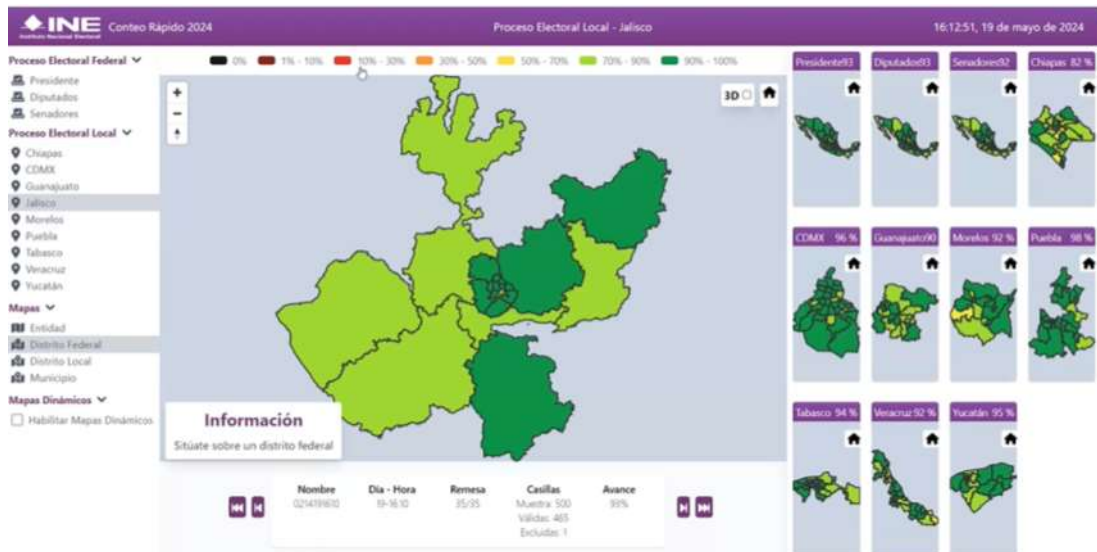 INE
Instituto Nacional Electoral
Conteo Rápido 2024
Proceso Electoral Local - Jalisco
16:12:51, 19 de mayo de 2024
Proceso Electoral Federal
Presidente
Diputados
Senadores
Proceso Electoral Local
Chiapas
CDMX
Guanajuato
Jalisco
Morelos
Puebla
Tabasco
Veracruz
Yucatán
Mapas
Entidad
Distrito Federal
Distrito Local
Municipio
Mapas Dinámicos
Habilitar Mapas Dinámicos
0% 1% - 10% 10% - 30% 30% - 50% 50% - 70% 70% - 90% 90% - 100%
+
−
3D
Información
Sitúate sobre un distrito federal
Nombre Día - Hora Remesa Casillas Avance
0214191610 19-16:10 35/35 Muestra: 500 93%
Válidas: 465
Excluidas: 1
Presidente93 Diputados93 Senadores92 Chiapas 82 %
CDMX 96 % Guanajuato90 Morelos 92 % Puebla 98 %
Tabasco 94 % Veracruz 92 % Yucatán 95 %